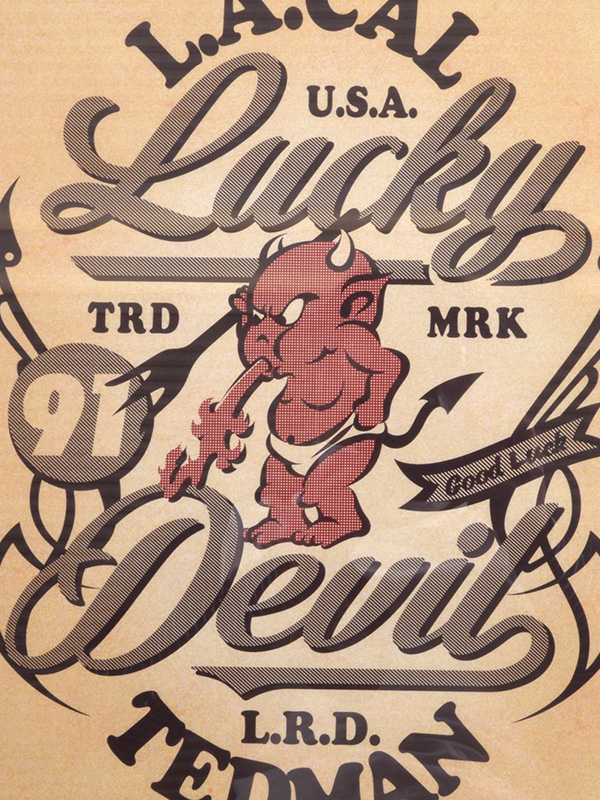 L.A.CAL
U.S.A.
Lucky
TRD
MRK
91
Good Luck
Devil
L.R.D.
TEDMAN